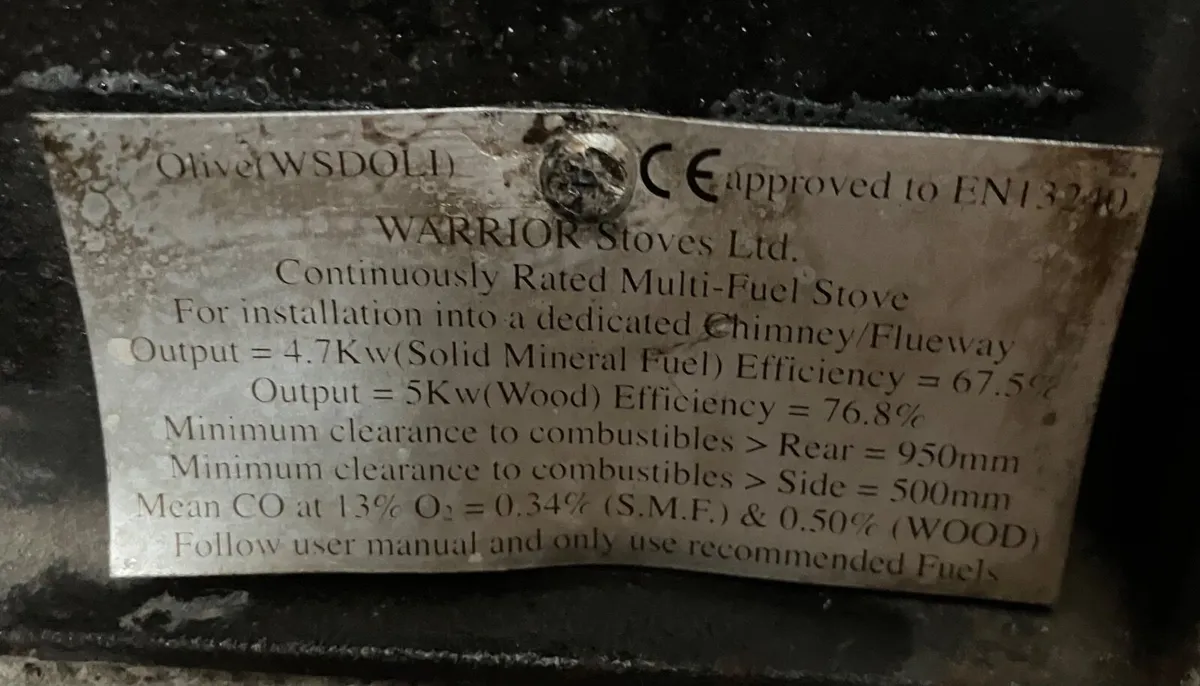 Oliver(WSDOLI) CE approved to EN13240
WARRIOR Stoves Ltd.
Continuously Rated Multi-Fuel Stove
For installation into a dedicated Chimney/Flueway
Output = 4.7Kw(Solid Mineral Fuel) Efficiency = 67.5%
Output = 5Kw(Wood) Efficiency = 76.8%
Minimum clearance to combustibles > Rear = 950mm
Minimum clearance to combustibles > Side = 500mm
Mean CO at 13% O₂ = 0.34% (S.M.F.) & 0.50% (WOOD)
Follow user manual and only use recommended Fuels